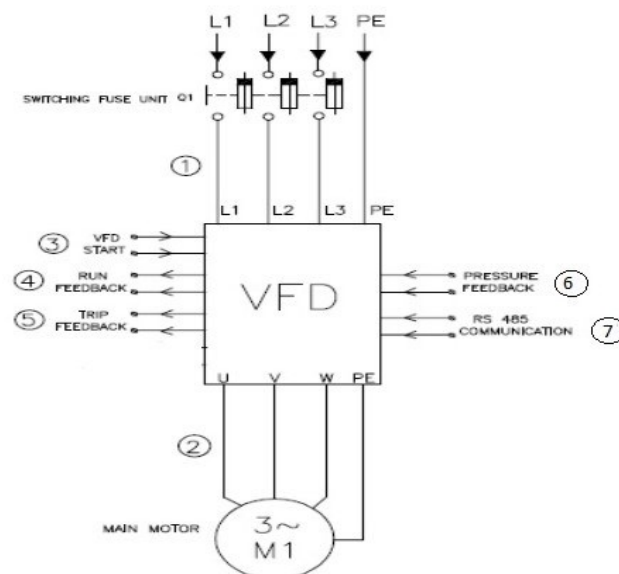 L1 L2 L3 PE
SWITCHING FUSE UNIT Q1
1
L1 L2 L3 PE
3 VFD
START
4 RUN
FEEDBACK
5 TRIP
FEEDBACK
VFD
PRESSURE
FEEDBACK 6
RS 485
COMMUNICATION 7
U V W PE
2
MAIN MOTOR
3~
M1